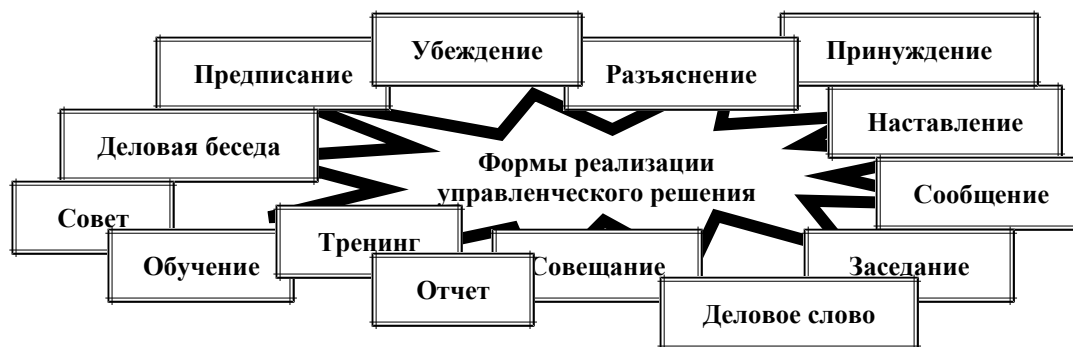 Убеждение
Принуждение
Предписание
Разъяснение
Наставление
Деловая беседа
Формы реализации
управленческого решения
Сообщение
Совет
Тренинг
Обучение
Совещание
Заседание
Отчет
Деловое слово